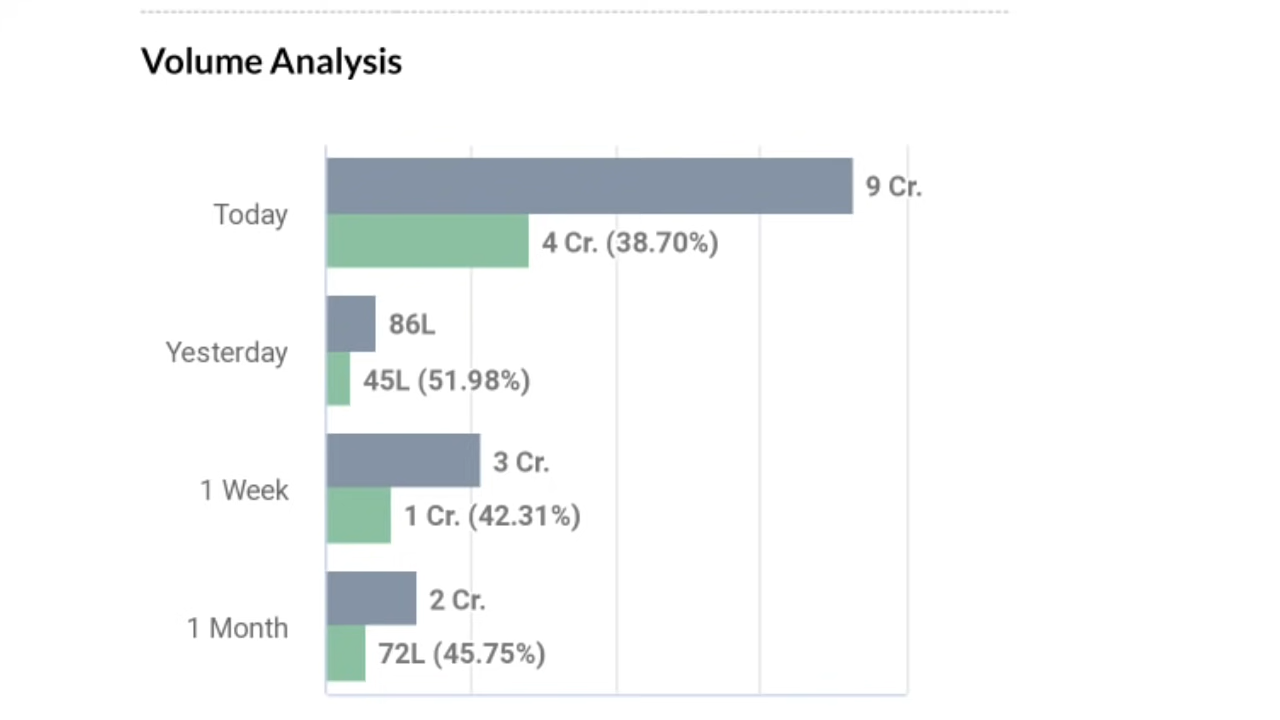 Volume Analysis
Today
9 Cr.
4 Cr. (38.70%)
Yesterday
86L
45L (51.98%)
1 Week
3 Cr.
1 Cr. (42.31%)
1 Month
2 Cr.
72L (45.75%)